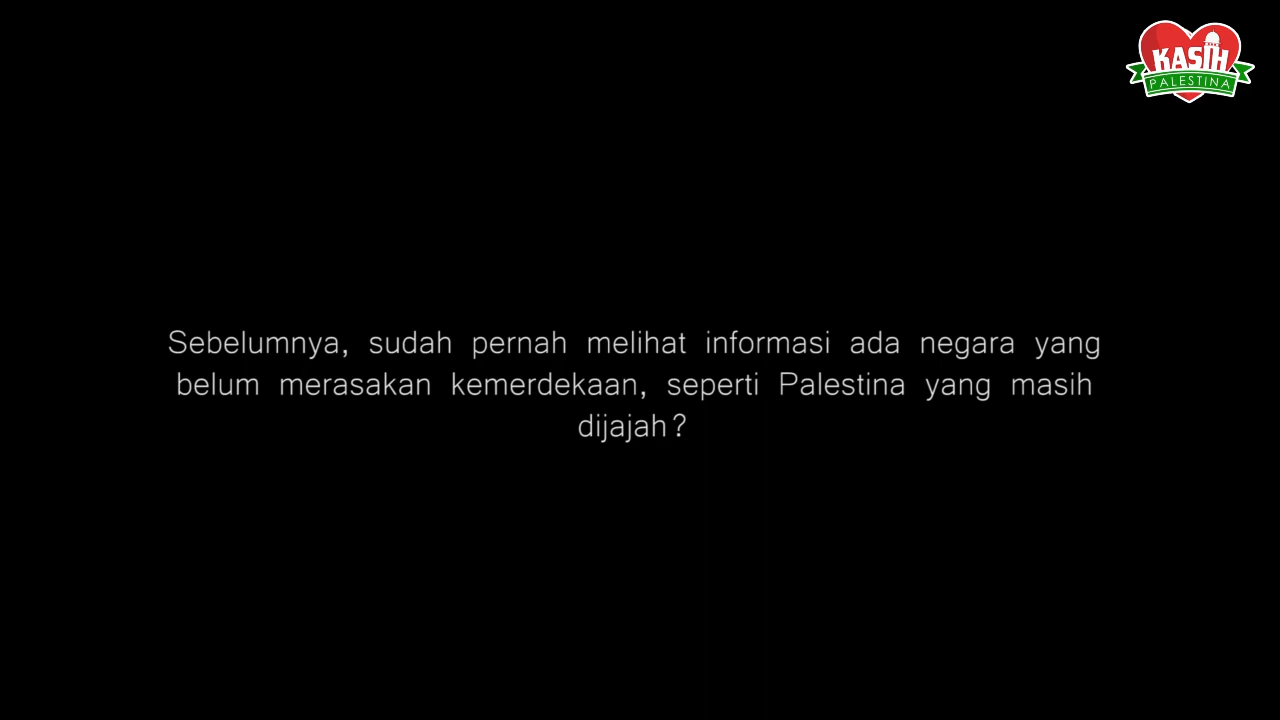 KASIH
PALESTINA
Sebelumnya, sudah pernah melihat informasi ada negara yang
belum merasakan kemerdekaan, seperti Palestina yang masih
dijajah?